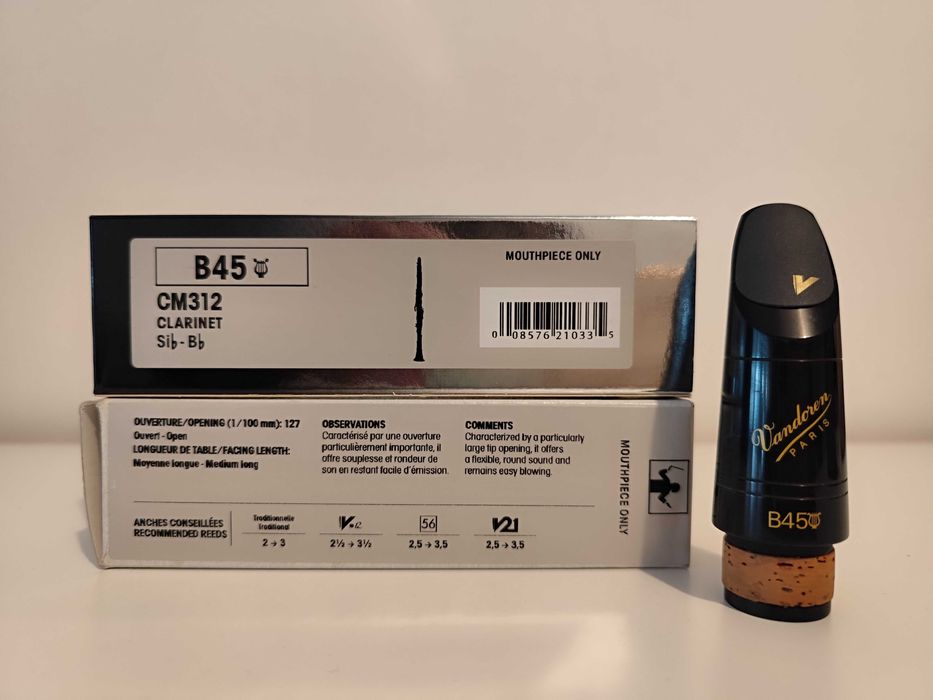 B45
CM312
CLARINET
Si♭ - B♭
MOUTHPIECE ONLY
0 08576 21033 5
OUVERTURE/OPENING (1/100 mm): 127
Ouvert - Open
LONGUEUR DE TABLE/FACING LENGTH:
Moyenne longue - Medium long
OBSERVATIONS
Caractérisé par une ouverture
particulièrement importante, il
offre souplesse et rondeur de
son en restant facile d'émission.
COMMENTS
Characterized by a particularly
large tip opening, it offers
a flexible, round sound and
remains easy blowing.
MOUTHPIECE ONLY
ANCHES CONSEILLÉES
RECOMMENDED REEDS
Traditionnelle
Traditional
2 → 3
V.12
2½ → 3½
56
2,5 → 3,5
V21
2,5 → 3,5
V
Vandoren
PARIS
B45